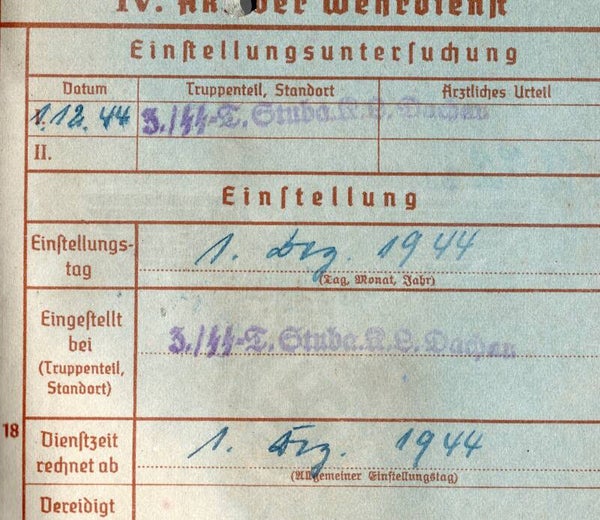 IV. Aktiver Wehrdienst
Einstellungsuntersuchung
Datum Truppenteil, Standort Ärztliches Urteil
1.12.44 3./SS-T. Stuba. K.L. Dachau
II.
Einstellung
Einstellungs-
tag
1. Dez. 1944
(Tag, Monat, Jahr)
Eingestellt
bei
(Truppenteil,
Standort)
3./SS-T. Stuba. K.L. Dachau
18
Dienstzeit
rechnet ab
1. Dez. 1944
(Allgemeiner Einstellungstag)
Vereidigt